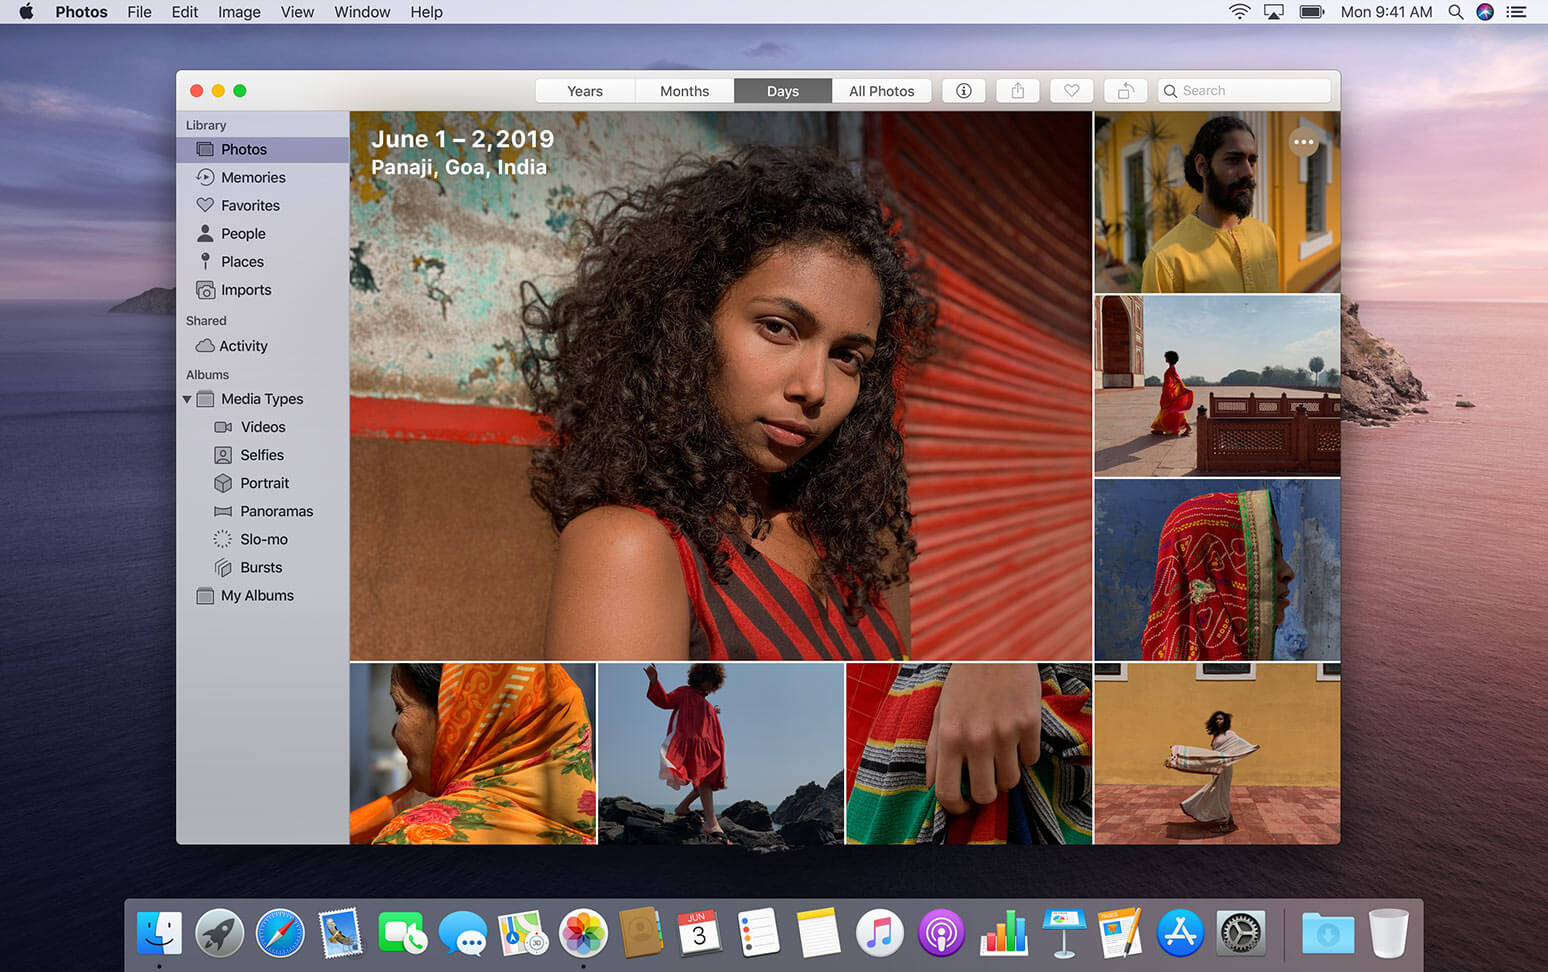 Photos File Edit Image View Window Help Mon 9:41 AM
Years Months Days All Photos Search
Library
Photos
Memories
Favorites
People
Places
Imports
Shared
Activity
Albums
Media Types
Videos
Selfies
Portrait
Panoramas
Slo-mo
Bursts
My Albums
June 1 – 2, 2019
Panaji, Goa, India
JUN
3
3D
PAGES